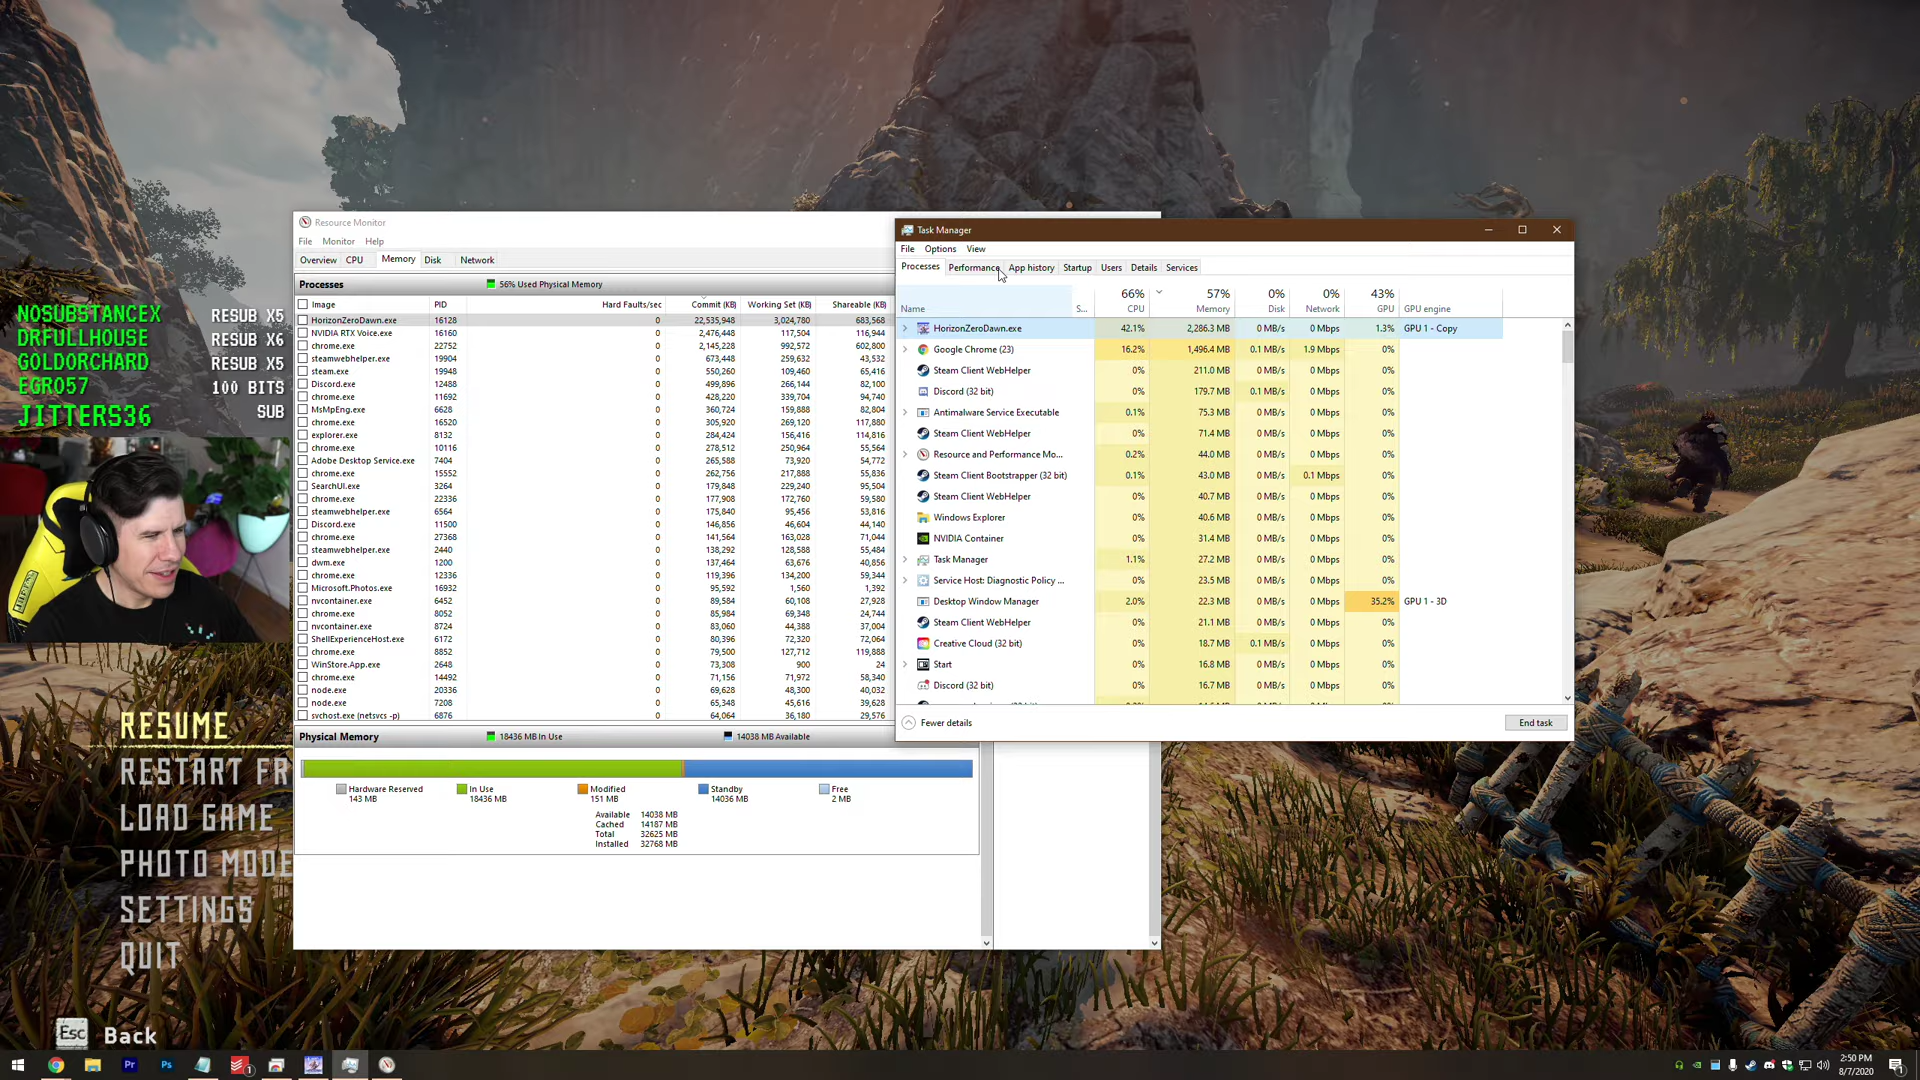 Resource Monitor
File Monitor Help
Overview CPU Memory Disk Network
Processes 56% Used Physical Memory
Image PID Hard Faults/sec Commit (KB) Working Set (KB) Shareable (KB)
HorizonZeroDawn.exe 16128 0 22,535,948 3,024,780 683,568
NVIDIA RTX Voice.exe 16160 0 2,476,448 117,504 116,944
chrome.exe 22752 0 2,145,228 992,572 602,800
steamwebhelper.exe 19904 0 673,448 259,632 43,532
steam.exe 19948 0 550,260 109,460 65,416
Discord.exe 12488 0 499,896 266,144 82,100
chrome.exe 11692 0 428,220 339,704 94,740
MsMpEng.exe 6628 0 360,724 159,888 82,804
chrome.exe 16520 0 305,920 269,120 117,880
explorer.exe 8132 0 284,424 156,416 114,816
chrome.exe 10116 0 278,512 250,964 55,564
Adobe Desktop Service.exe 7404 0 265,588 73,920 54,772
chrome.exe 15552 0 262,756 217,888 55,836
SearchUI.exe 3264 0 179,848 229,240 95,504
chrome.exe 22336 0 177,908 172,760 59,580
steamwebhelper.exe 6564 0 175,840 95,456 53,816
Discord.exe 11500 0 146,856 46,604 44,140
chrome.exe 27368 0 141,564 163,028 71,044
steamwebhelper.exe 2440 0 138,292 128,588 55,484
dwm.exe 1200 0 137,464 63,676 40,856
chrome.exe 12336 0 119,396 134,200 59,344
Microsoft.Photos.exe 16932 0 95,592 1,560 1,392
nvcontainer.exe 6452 0 89,584 60,108 27,928
chrome.exe 8052 0 85,984 69,348 24,744
nvcontainer.exe 8724 0 83,060 44,388 37,004
ShellExperienceHost.exe 6172 0 80,396 72,320 72,064
chrome.exe 8852 0 79,500 127,712 119,888
WinStore.App.exe 2648 0 73,308 900 24
chrome.exe 14492 0 71,156 71,972 58,340
node.exe 20336 0 69,628 48,300 40,032
node.exe 7208 0 65,348 45,616 39,628
svchost.exe (netsvcs -p) 6876 0 64,064 36,180 29,576
Physical Memory 18436 MB In Use 14038 MB Available
Hardware Reserved In Use Modified Standby Free
143 MB 18436 MB 151 MB 14036 MB 2 MB
Available 14038 MB
Cached 14187 MB
Total 32625 MB
Installed 32768 MB
Task Manager
File Options View
Processes Performance App history Startup Users Details Services
66% 57% 0% 0% 43%
Name S... CPU Memory Disk Network GPU GPU engine
HorizonZeroDawn.exe 42.1% 2,286.3 MB 0 MB/s 0 Mbps 1.3% GPU 1 - Copy
Google Chrome (23) 16.2% 1,496.4 MB 0.1 MB/s 1.9 Mbps 0%
Steam Client WebHelper 0% 211.0 MB 0 MB/s 0 Mbps 0%
Discord (32 bit) 0% 179.7 MB 0.1 MB/s 0 Mbps 0%
Antimalware Service Executable 0.1% 75.3 MB 0 MB/s 0 Mbps 0%
Steam Client WebHelper 0% 71.4 MB 0 MB/s 0 Mbps 0%
Resource and Performance Mo... 0.2% 44.0 MB 0 MB/s 0 Mbps 0%
Steam Client Bootstrapper (32 bit) 0.1% 43.0 MB 0 MB/s 0.1 Mbps 0%
Steam Client WebHelper 0% 40.7 MB 0 MB/s 0 Mbps 0%
Windows Explorer 0% 40.6 MB 0 MB/s 0 Mbps 0%
NVIDIA Container 0% 31.4 MB 0 MB/s 0 Mbps 0%
Task Manager 1.1% 27.2 MB 0 MB/s 0 Mbps 0%
Service Host: Diagnostic Policy ... 0% 23.5 MB 0 MB/s 0 Mbps 0%
Desktop Window Manager 2.0% 22.3 MB 0 MB/s 0 Mbps 35.2% GPU 1 - 3D
Steam Client WebHelper 0% 21.1 MB 0 MB/s 0 Mbps 0%
Creative Cloud (32 bit) 0% 18.7 MB 0.1 MB/s 0 Mbps 0%
Start 0% 16.8 MB 0 MB/s 0 Mbps 0%
Discord (32 bit) 0% 16.7 MB 0 MB/s 0 Mbps 0%
Fewer details End task
NOSUBSTANCEX RESUB X5
DRFULLHOUSE RESUB X6
GOLDORCHARD RESUB X5
EGR057 100 BITS
JITTERS36 SUB
RESUME
RESTART FR
LOAD GAME
PHOTO MODE
SETTINGS
QUIT
Esc Back
Pr Ps 1
2:50 PM
8/7/2020